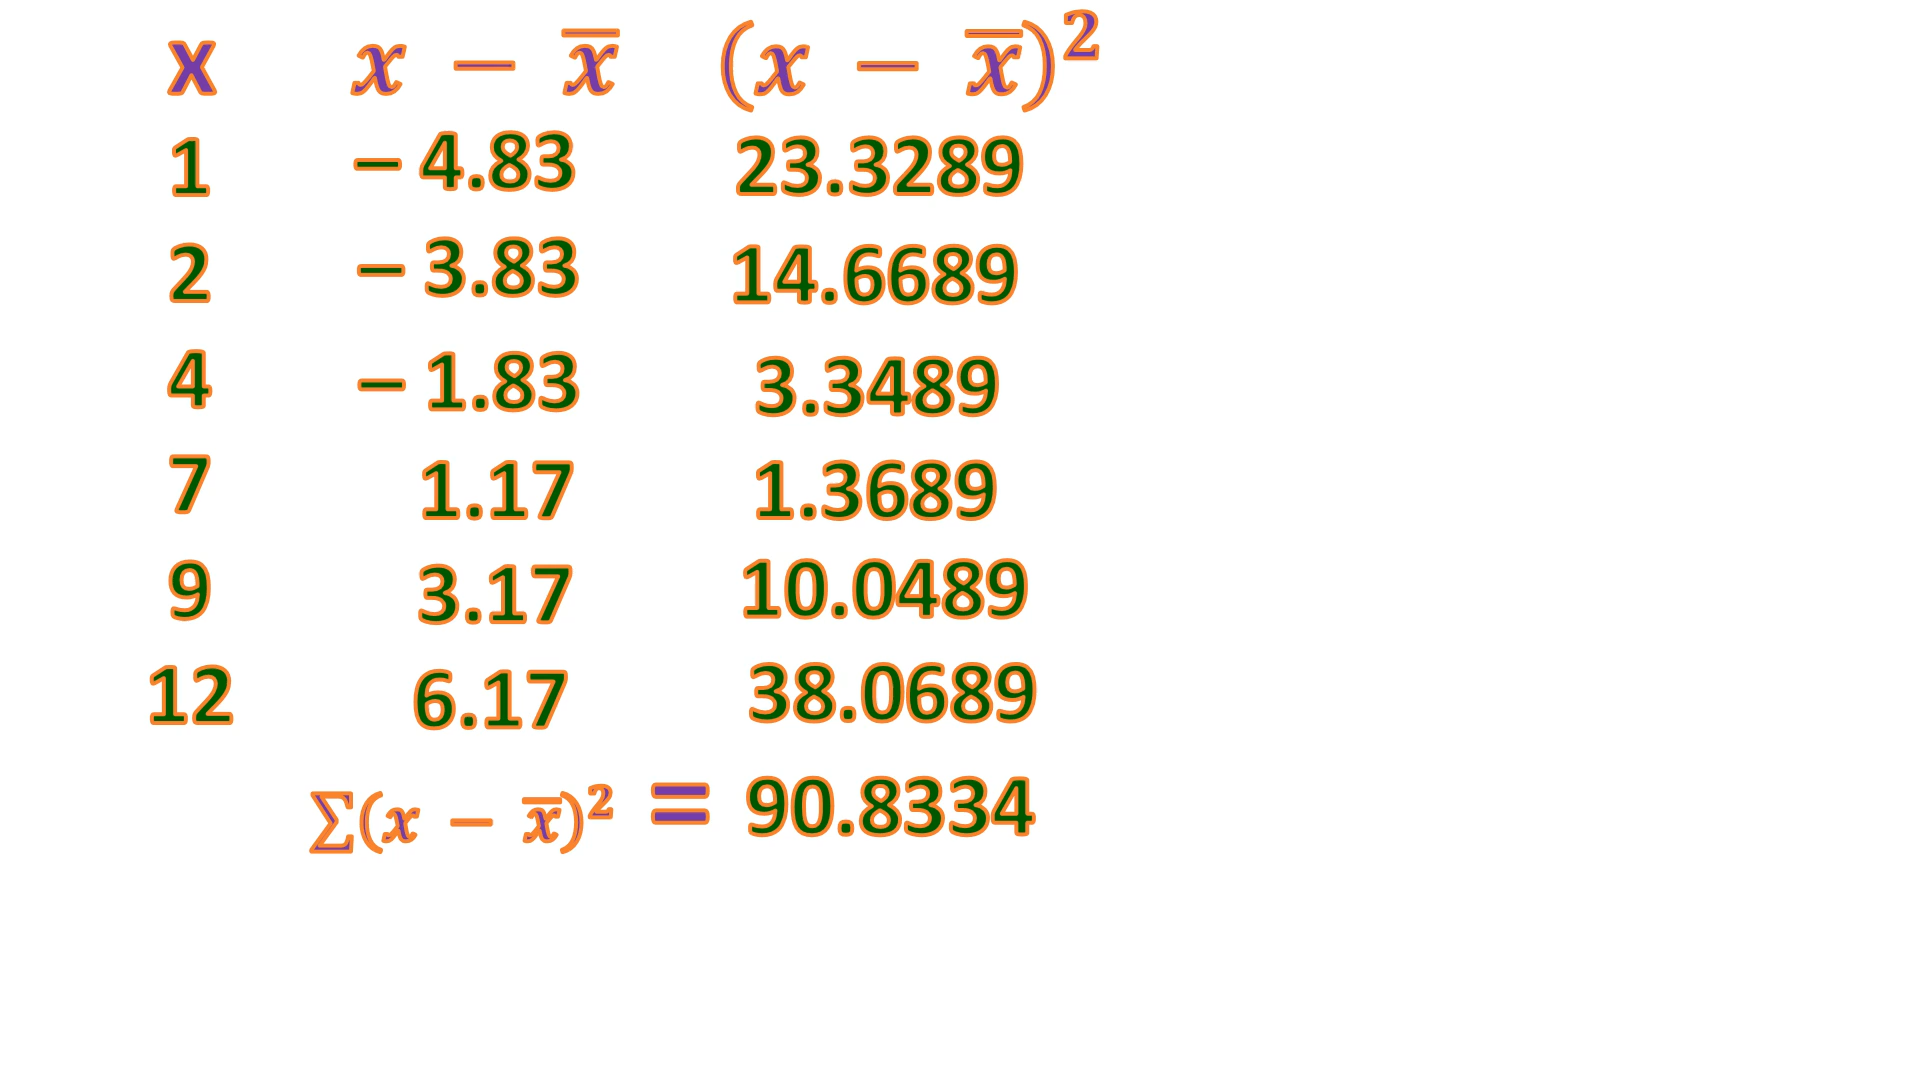 X x − x̅ (x − x̅)²
1 − 4.83 23.3289
2 − 3.83 14.6689
4 − 1.83 3.3489
7 1.17 1.3689
9 3.17 10.0489
12 6.17 38.0689
∑(x − x̅)² = 90.8334